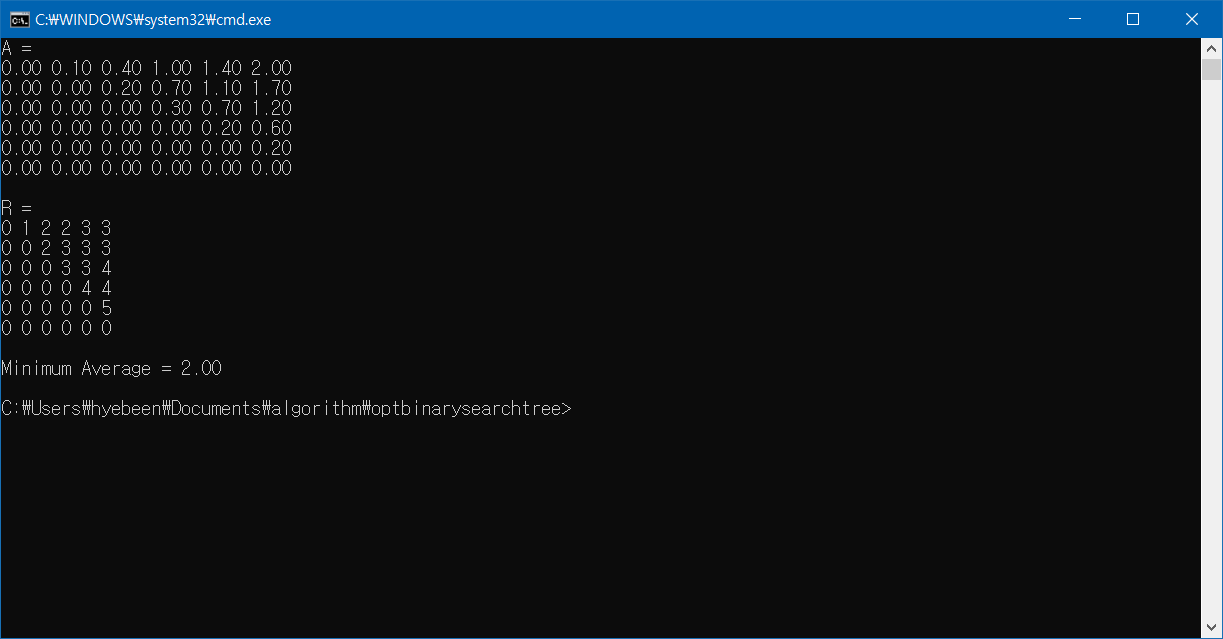 C:₩WINDOWS₩system32₩cmd.exe
A =
0.00 0.10 0.40 1.00 1.40 2.00
0.00 0.00 0.20 0.70 1.10 1.70
0.00 0.00 0.00 0.30 0.70 1.20
0.00 0.00 0.00 0.00 0.20 0.60
0.00 0.00 0.00 0.00 0.00 0.20
0.00 0.00 0.00 0.00 0.00 0.00
R =
0 1 2 2 3 3
0 0 2 3 3 3
0 0 0 3 3 4
0 0 0 0 4 4
0 0 0 0 0 5
0 0 0 0 0 0
Minimum Average = 2.00
C:₩Users₩hyebeen₩Documents₩algorithm₩optbinarysearchtree>